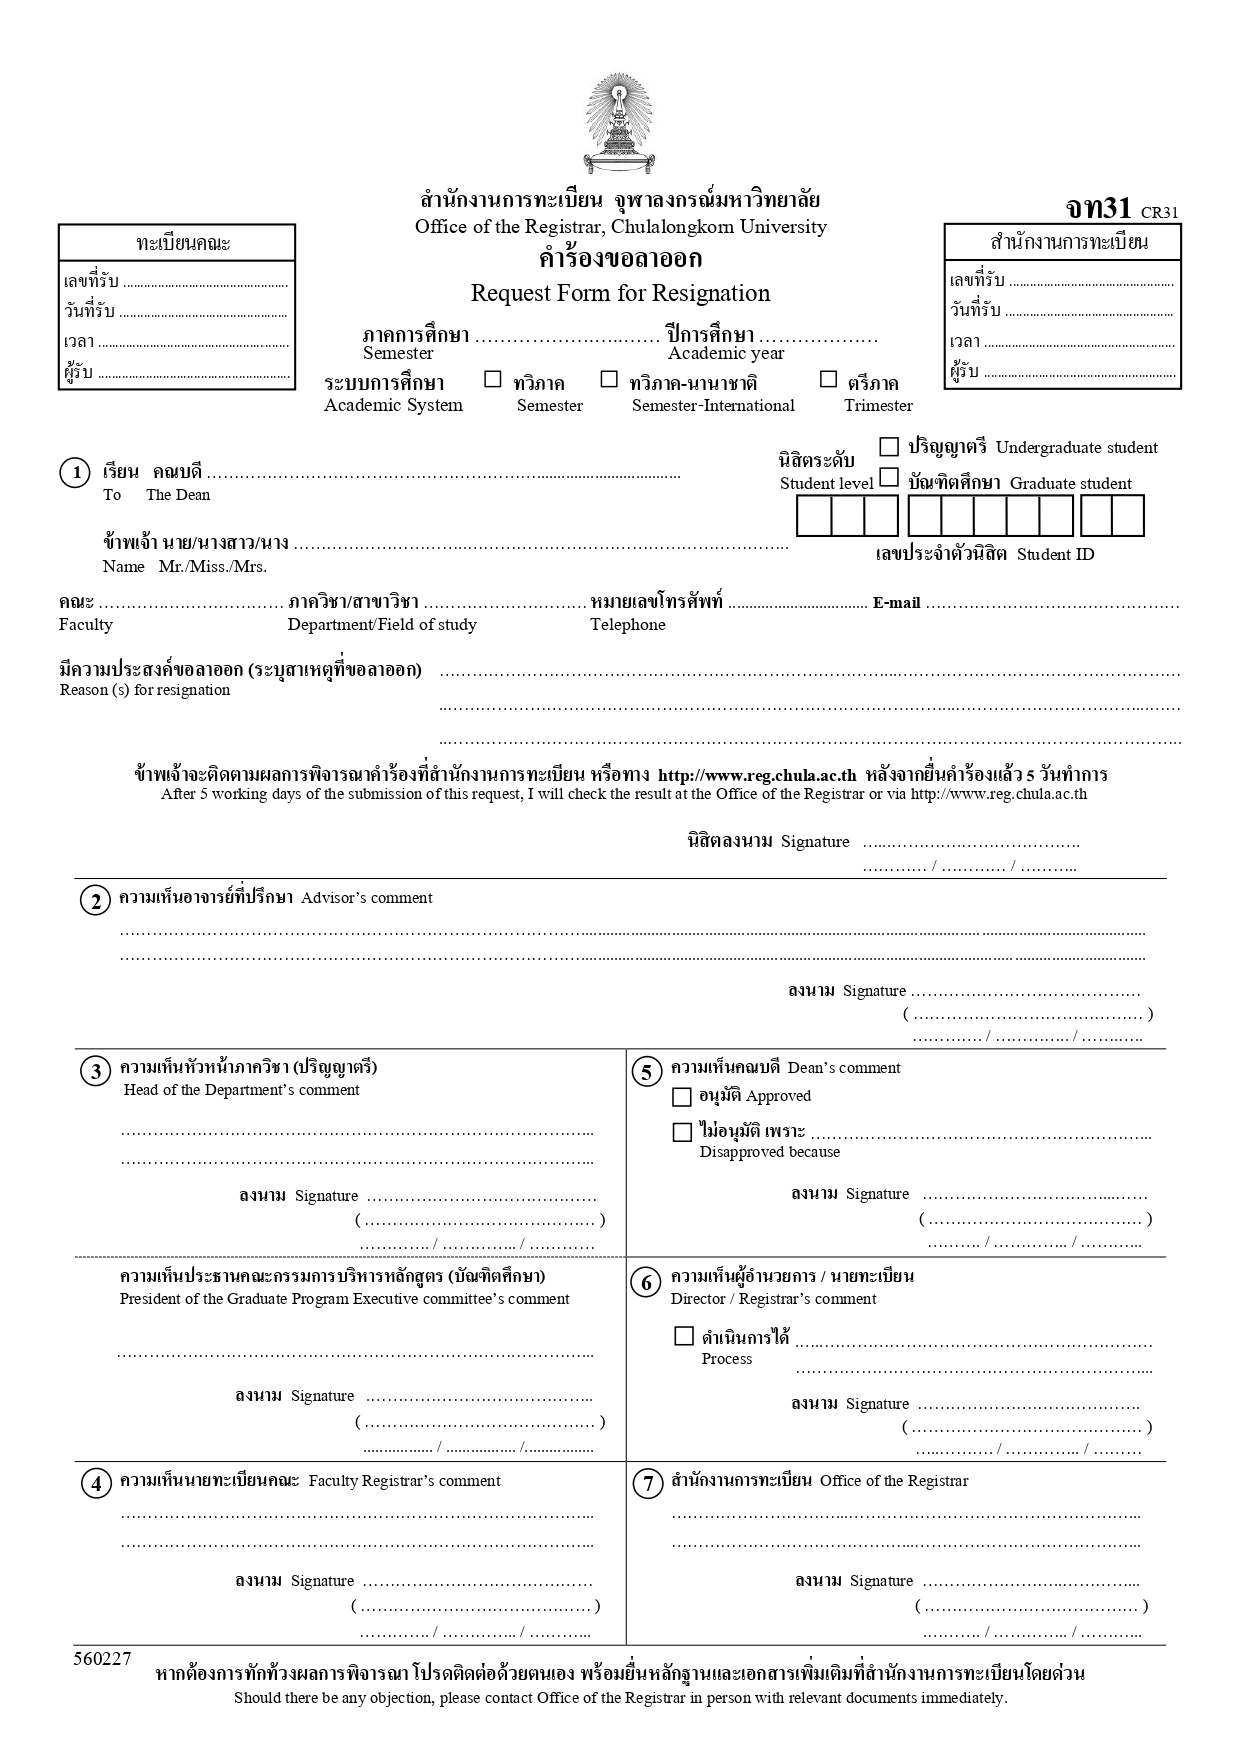 สำนักงานการทะเบียน จุฬาลงกรณ์มหาวิทยาลัย
Office of the Registrar, Chulalongkorn University
จท31 CR31
คำร้องขอลาออก
Request Form for Resignation
ทะเบียนคณะ
เลขที่รับ ................................................
วันที่รับ .................................................
เวลา ........................................................
ผู้รับ ........................................................
สำนักงานการทะเบียน
เลขที่รับ ................................................
วันที่รับ .................................................
เวลา ........................................................
ผู้รับ ........................................................
ภาคการศึกษา ………………………… ปีการศึกษา ………………
Semester Academic year
ระบบการศึกษา ☐ ทวิภาค ☐ ทวิภาค-นานาชาติ ☐ ตรีภาค
Academic System Semester Semester-International Trimester
1 เรียน คณบดี ……………………………………………………………………
To The Dean
นิสิตระดับ ☐ ปริญญาตรี Undergraduate student
Student level ☐ บัณฑิตศึกษา Graduate student
ข้าพเจ้า นาย/นางสาว/นาง ……………………………………………………………………
Name Mr./Miss./Mrs.
เลขประจำตัวนิสิต Student ID
คณะ …………………………… ภาควิชา/สาขาวิชา ………………………… หมายเลขโทรศัพท์ ................................. E-mail ………………………………………
Faculty Department/Field of study Telephone
มีความประสงค์ขอลาออก (ระบุสาเหตุที่ขอลาออก) ……………………………………………………………………………………
Reason (s) for resignation
……………………………………………………………………………………
……………………………………………………………………………………
ข้าพเจ้าจะติดตามผลการพิจารณาคำร้องที่สำนักงานการทะเบียน หรือทาง http://www.reg.chula.ac.th หลังจากยื่นคำร้องแล้ว 5 วันทำการ
After 5 working days of the submission of this request, I will check the result at the Office of the Registrar or via http://www.reg.chula.ac.th
นิสิตลงนาม Signature …………………………………
………… / ………… / ………..
2 ความเห็นอาจารย์ที่ปรึกษา Advisor’s comment
……………………………………………………………………………………
……………………………………………………………………………………
ลงนาม Signature ……………………………………
( …………………………………… )
…………. / ………….. / …………..
3 ความเห็นหัวหน้าภาควิชา (ปริญญาตรี)
Head of the Department’s comment
……………………………………………………………………………
……………………………………………………………………………
ลงนาม Signature ……………………………………
( …………………………………… )
…………. / ………….. / …………
ความเห็นประธานคณะกรรมการบริหารหลักสูตร (บัณฑิตศึกษา)
President of the Graduate Program Executive committee’s comment
……………………………………………………………………………
ลงนาม Signature ……………………………………
( …………………………………… )
................. / ................. /.................
4 ความเห็นนายทะเบียนคณะ Faculty Registrar’s comment
……………………………………………………………………………
……………………………………………………………………………
ลงนาม Signature ……………………………………
( …………………………………… )
…………. / ………….. / ………...
5 ความเห็นคณบดี Dean’s comment
☐ อนุมัติ Approved
☐ ไม่อนุมัติ เพราะ ………………………………………………………
Disapproved because
ลงนาม Signature ……………………………………
( ………………………………… )
………. / ………….. / ………...
6 ความเห็นผู้อำนวยการ / นายทะเบียน
Director / Registrar’s comment
☐ ดำเนินการได้ …………………………………………………………
Process
…………………………………………………………
ลงนาม Signature …………………………………..
( …………………………………… )
…………… / ………….. / ………
7 สำนักงานการทะเบียน Office of the Registrar
……………………………………………………………………………
……………………………………………………………………………
ลงนาม Signature …………………………………
( ………………………………… )
………. / ………….. / ………...
560227
หากต้องการทักท้วงผลการพิจารณา โปรดติดต่อด้วยตนเอง พร้อมยื่นหลักฐานและเอกสารเพิ่มเติมที่สำนักงานการทะเบียนโดยด่วน
Should there be any objection, please contact Office of the Registrar in person with relevant documents immediately.